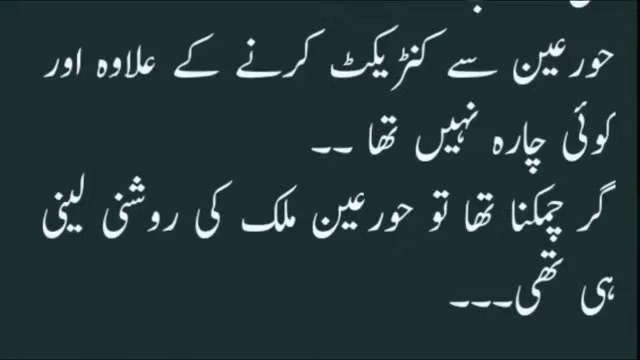 حورعین سے کنڑیکٹ کرنے کے علاوہ اور
کوئی چارہ نہیں تھا ۔۔
گر چمکنا تھا تو حورعین ملک کی روشنی لینی
ہی تھی۔۔۔